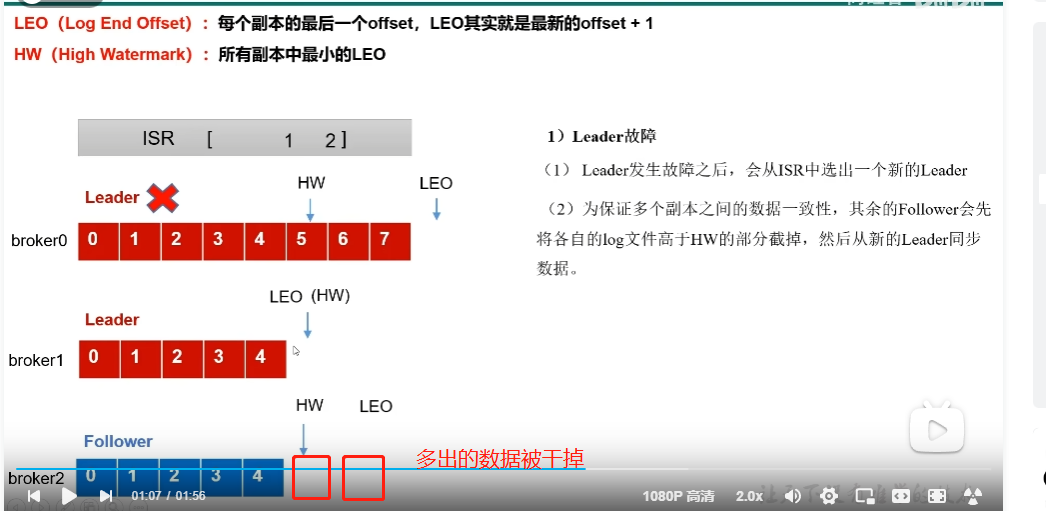 LEO（Log End Offset）：每个副本的最后一个offset，LEO其实就是最新的offset + 1
HW（High Watermark）：所有副本中最小的LEO
ISR [ 1 2 ]
1）Leader故障
（1） Leader发生故障之后，会从ISR中选出一个新的Leader
（2）为保证多个副本之间的数据一致性，其余的Follower会先
将各自的log文件高于HW的部分截掉，然后从新的Leader同步
数据。
Leader
HW
LEO
broker0
0 1 2 3 4 5 6 7
LEO (HW)
Leader
broker1
0 1 2 3 4
HW
LEO
Follower
多出的数据被干掉
broker2
0 1 2 3 4
01:07 / 01:56
1080P 高清
2.0x